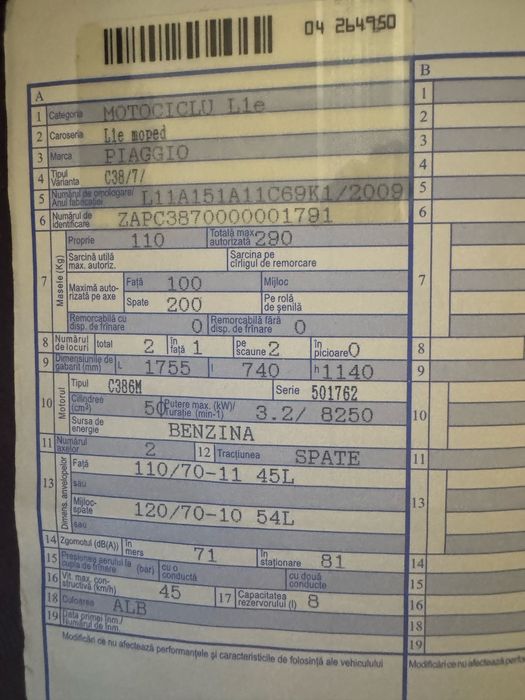 04 264950
A B
1 Categoria MOTOCICLU L1e 1
2 Caroseria L1e moped 2
3 Marca PIAGGIO 3
4 Tipul Varianta C38/7/ 4
5 Numărul de omologare/ Anul fabricației L11A151A11C69K1/2009 5
6 Numărul de identificare ZAPC3870000001791 6
7 Masele (Kg) Proprie 110 Totală max. autorizată 290 7
Sarcină utilă max. autoriz. Sarcina pe cîrligul de remorcare
Maximă autorizată pe axe Față 100 Mijloc
Spate 200 Pe rolă de șenilă
Remorcabilă cu disp. de frînare 0 Remorcabilă fără disp. de frînare 0
8 Numărul de locuri total 2 în față 1 pe scaune 2 în picioare 0 8
9 Dimensiunile de gabarit (mm) L 1755 l 740 h 1140 9
10 Motorul Tipul C386M Serie 501762 10
Cilindree (cm³) 50 Putere max. (kW)/ Turație (min-1) 3.2/ 8250
Sursa de energie BENZINA
11 Numărul axelor 2 12 Tracțiunea SPATE 11
13 Dimens. anvelopelor Față 110/70-11 45L 13
sau
Mijloc-spate 120/70-10 54L
sau
14 Zgomotul (dB(A)) în mers 71 în staționare 81 14
15 Presiunea aerului la cupla de frînare (bar) cu o conductă cu două conducte 15
16 Vit. max. constructivă (km/h) 45 17 Capacitatea rezervorului (l) 8 16
18 Culoarea ALB 18
19 Data primei înm./ Numărul de înm. 19
Modificări ce nu afectează performanțele și caracteristicile de folosință ale vehiculului Modificări ce nu afectează